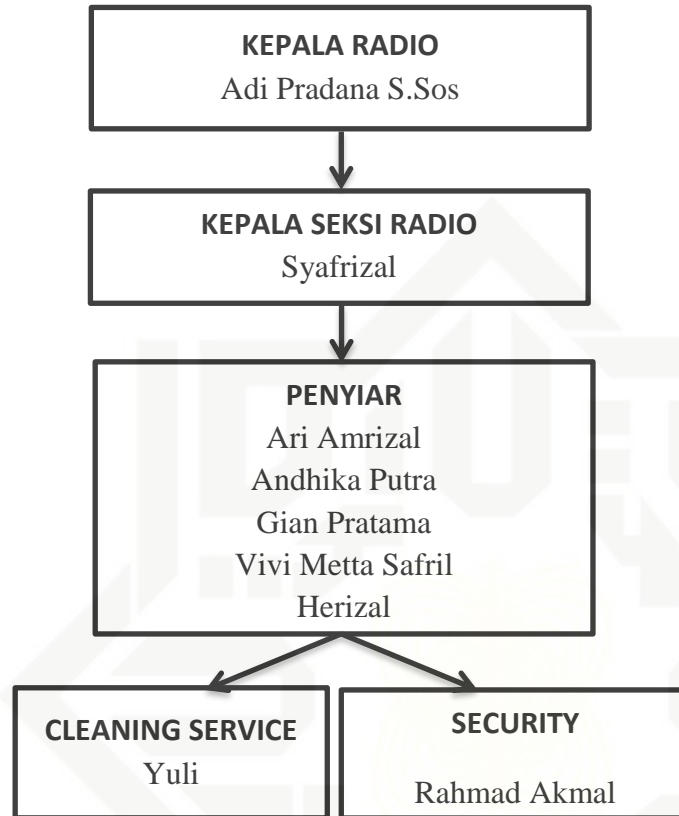 KEPALA RADIO
Adi Pradana S.Sos
KEPALA SEKSI RADIO
Syafrizal
PENYIAR
Ari Amrizal
Andhika Putra
Gian Pratama
Vivi Metta Safril
Herizal
CLEANING SERVICE
Yuli
SECURITY
Rahmad Akmal